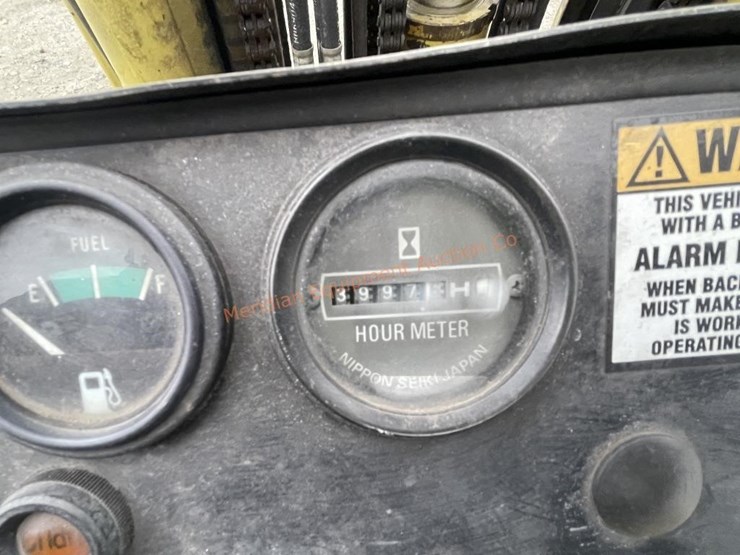 FUEL
E F
3997 H
HOUR METER
NIPPON SEIKI JAPAN
Meridian Equipment Auction Co
THIS VEHI
WITH A B
ALARM
WHEN BAC
MUST MAKE
IS WOR
OPERATING